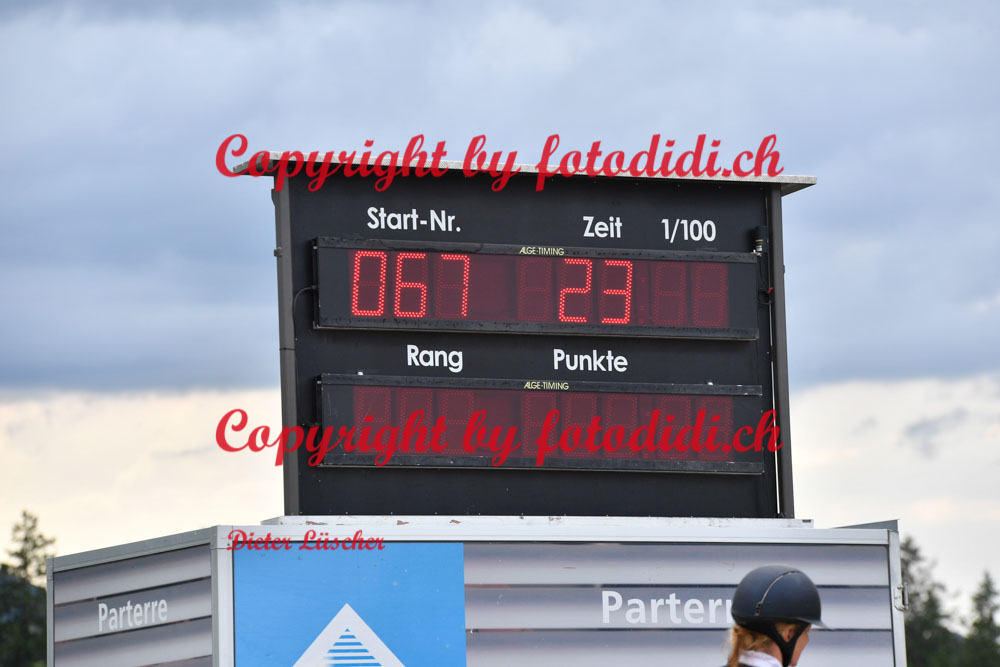 Copyright by fotodidi.ch
Start-Nr. Zeit 1/100
ALGE-TIMING
067 23
Rang Punkte
ALGE-TIMING
Copyright by fotodidi.ch
Dieter Lüscher
Parterre Parterre